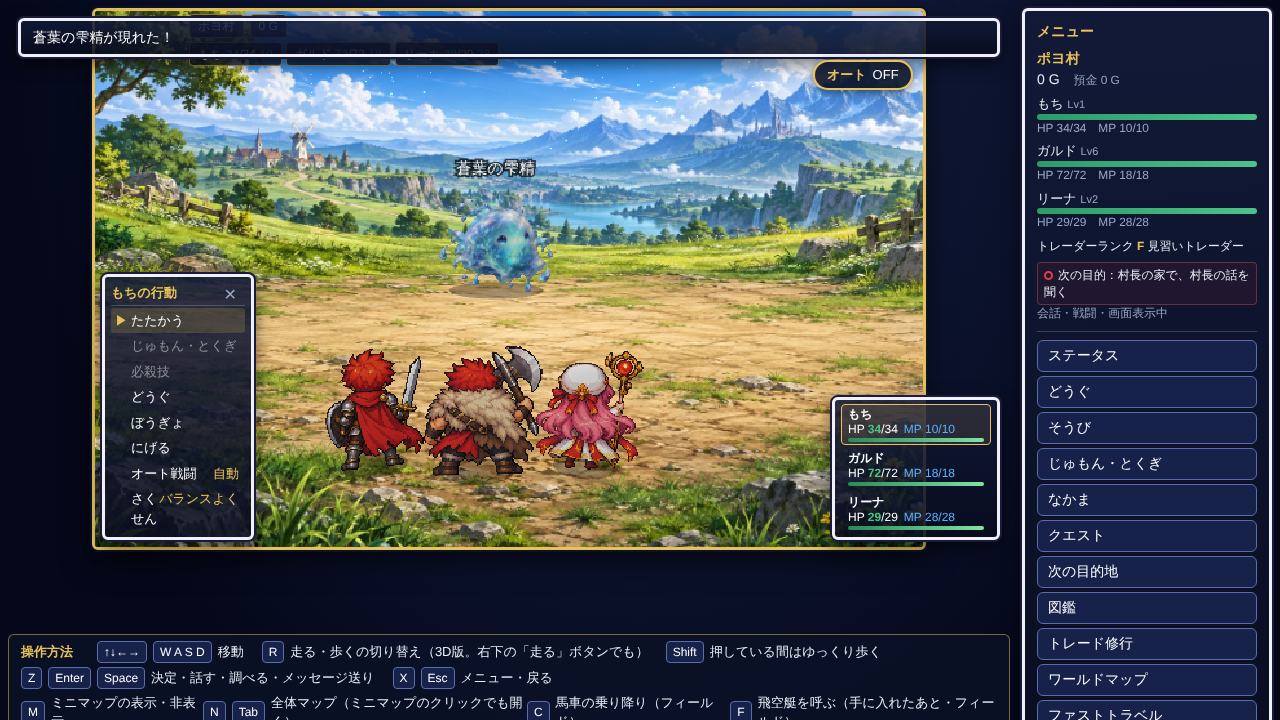 蒼葉の雫精が現れた！
オート OFF
蒼葉の雫精
もちの行動 ×
▶ たたかう
じゅもん・とくぎ
必殺技
どうぐ
ぼうぎょ
にげる
オート戦闘 自動
さくせん バランスよく
もち
HP 34/34 MP 10/10
ガルド
HP 72/72 MP 18/18
リーナ
HP 29/29 MP 28/28
メニュー
ポヨ村
0 G 預金 0 G
もち Lv1
HP 34/34 MP 10/10
ガルド Lv6
HP 72/72 MP 18/18
リーナ Lv2
HP 29/29 MP 28/28
トレーダーランク F 見習いトレーダー
次の目的：村長の家で、村長の話を
聞く
会話・戦闘・画面表示中
ステータス
どうぐ
そうび
じゅもん・とくぎ
なかま
クエスト
次の目的地
図鑑
トレード修行
ワールドマップ
ファストトラベル
操作方法 ↑↓←→ W A S D 移動 R 走る・歩くの切り替え（3D版。右下の「走る」ボタンでも） Shift 押している間はゆっくり歩く
Z Enter Space 決定・話す・調べる・メッセージ送り X Esc メニュー・戻る
M ミニマップの表示・非表示 N Tab 全体マップ（ミニマップのクリックでも開く） C 馬車の乗り降り（フィールド） F 飛空艇を呼ぶ（手に入れたあと・フィールド）